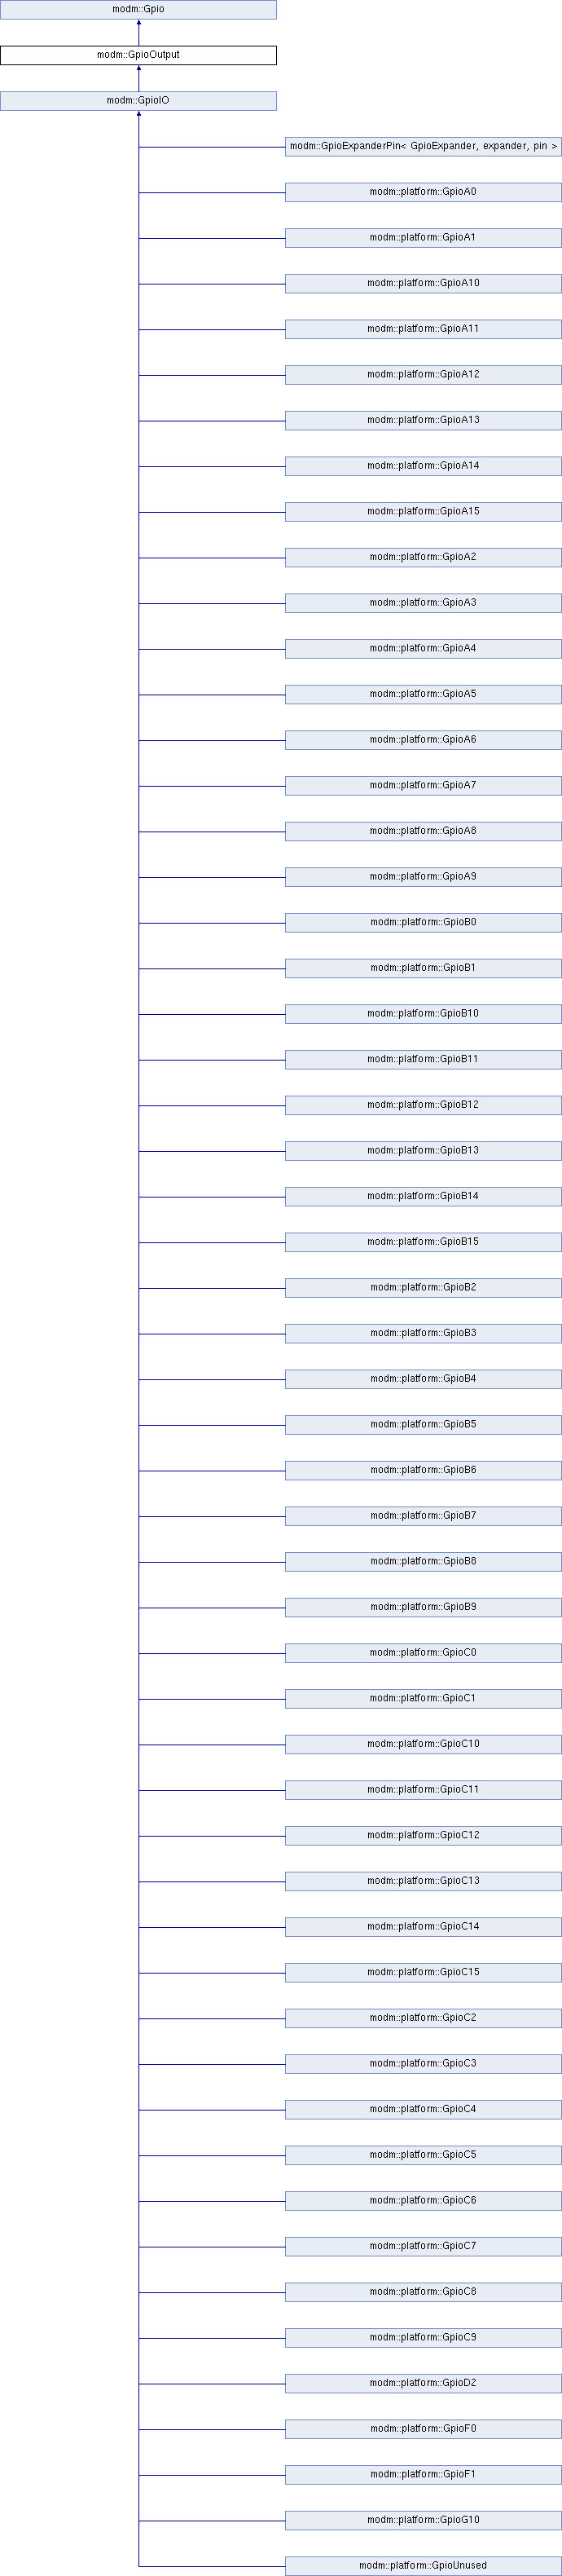 modm::Gpio
modm::GpioOutput
modm::GpioIO
modm::GpioExpanderPin< GpioExpander, expander, pin >
modm::platform::GpioA0
modm::platform::GpioA1
modm::platform::GpioA10
modm::platform::GpioA11
modm::platform::GpioA12
modm::platform::GpioA13
modm::platform::GpioA14
modm::platform::GpioA15
modm::platform::GpioA2
modm::platform::GpioA3
modm::platform::GpioA4
modm::platform::GpioA5
modm::platform::GpioA6
modm::platform::GpioA7
modm::platform::GpioA8
modm::platform::GpioA9
modm::platform::GpioB0
modm::platform::GpioB1
modm::platform::GpioB10
modm::platform::GpioB11
modm::platform::GpioB12
modm::platform::GpioB13
modm::platform::GpioB14
modm::platform::GpioB15
modm::platform::GpioB2
modm::platform::GpioB3
modm::platform::GpioB4
modm::platform::GpioB5
modm::platform::GpioB6
modm::platform::GpioB7
modm::platform::GpioB8
modm::platform::GpioB9
modm::platform::GpioC0
modm::platform::GpioC1
modm::platform::GpioC10
modm::platform::GpioC11
modm::platform::GpioC12
modm::platform::GpioC13
modm::platform::GpioC14
modm::platform::GpioC15
modm::platform::GpioC2
modm::platform::GpioC3
modm::platform::GpioC4
modm::platform::GpioC5
modm::platform::GpioC6
modm::platform::GpioC7
modm::platform::GpioC8
modm::platform::GpioC9
modm::platform::GpioD2
modm::platform::GpioF0
modm::platform::GpioF1
modm::platform::GpioG10
modm::platform::GpioUnused